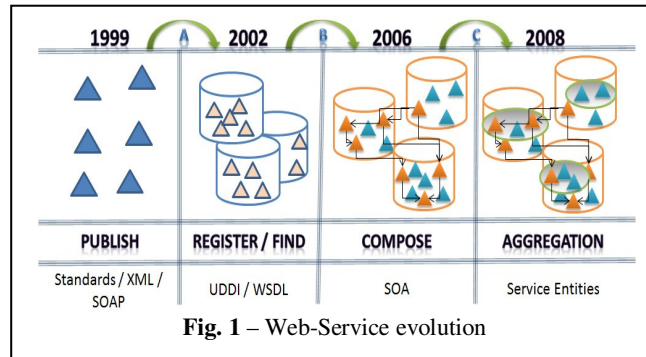 1999 A 2002 B 2006 C 2008
PUBLISH REGISTER / FIND COMPOSE AGGREGATION
Standards / XML / SOAP UDDI / WSDL SOA Service Entities
Fig. 1 – Web-Service evolution